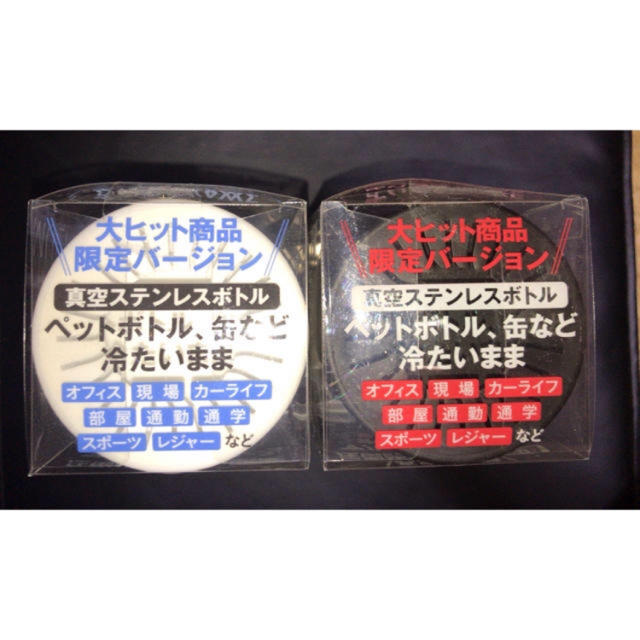 大ヒット商品
限定バージョン
真空ステンレスボトル
ペットボトル、缶など
冷たいまま
オフィス 現場 カーライフ
部屋 通勤 通学
スポーツ レジャー など
大ヒット商品
限定バージョン
真空ステンレスボトル
ペットボトル、缶など
冷たいまま
オフィス 現場 カーライフ
部屋 通勤 通学
スポーツ レジャー など